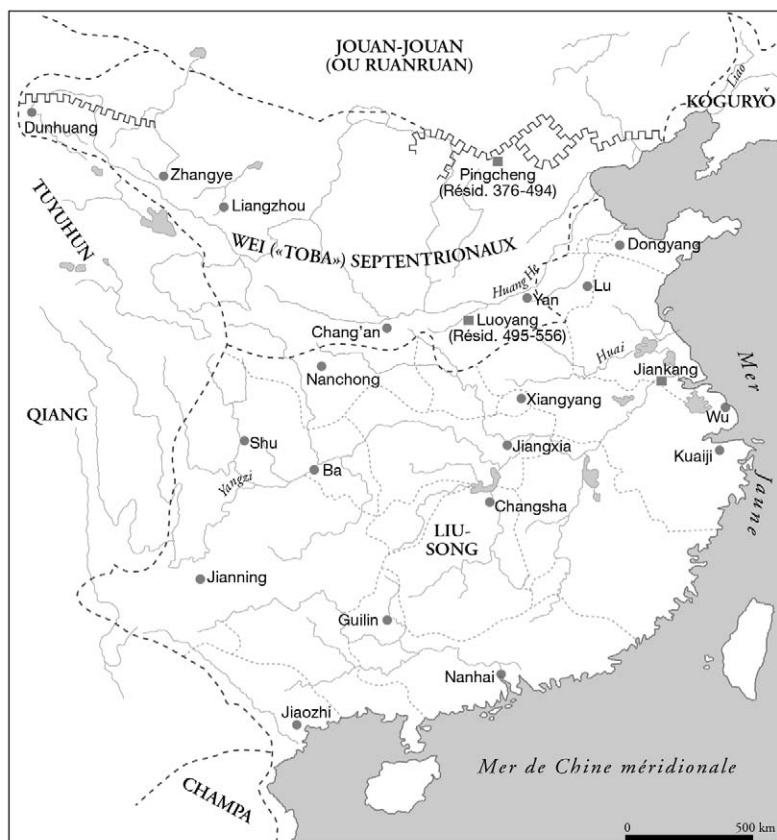 JOUAN-JOUAN
(OU RUANRUAN)
Liao
KOGURYŎ
Dunhuang
Zhangye
Liangzhou
Pingcheng
(Résid. 376-494)
TUYUHUN
WEI («TOBA») SEPTENTRIONAUX
Dongyang
Huang He
Yan
Lu
Chang'an
Luoyang
(Résid. 495-556)
Huai
Nanchong
Jiankang
Mer
Jaune
Xiangyang
Wu
QIANG
Shu
Jiangxia
Kuaiji
Yangzi
Ba
Changsha
LIU-
SONG
Jianning
Guilin
Nanhai
Jiaozhi
Mer de Chine méridionale
CHAMPA
0
500 km